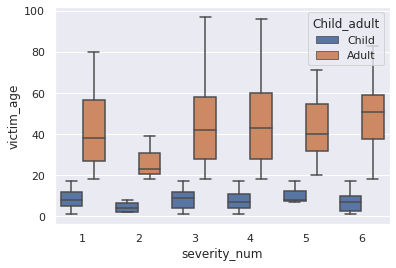 Child_adult
Child
Adult
victim_age
100
80
60
40
20
0
1 2 3 4 5 6
severity_num